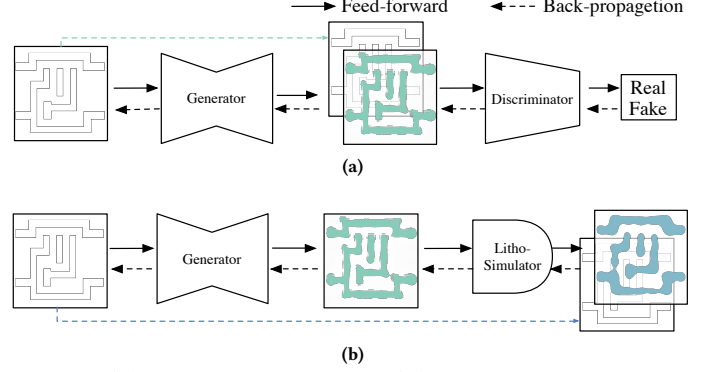 Feed-forward
Back-propagetion
Generator
Discriminator
Real
Fake
(a)
Generator
Litho-
Simulator
(b)